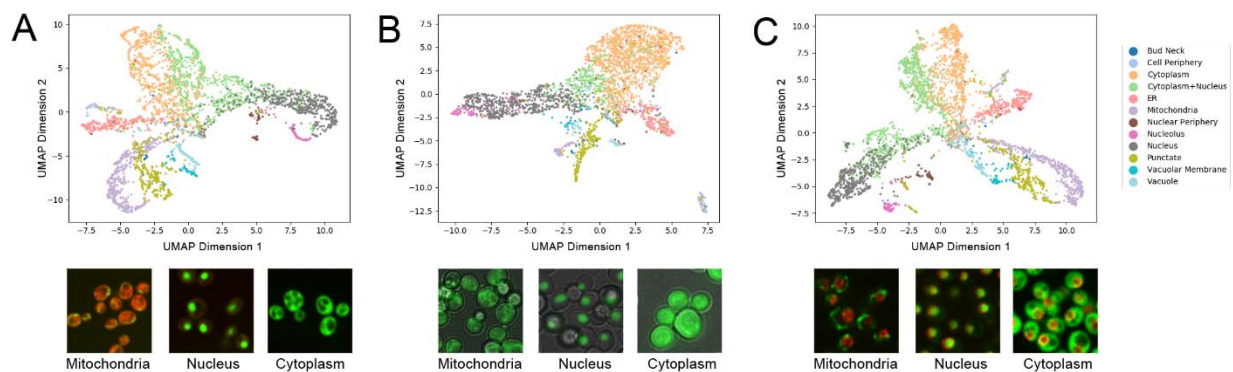 A
10
5
0
-5
-10
UMAP Dimension 2
-7.5 -5.0 -2.5 0.0 2.5 5.0 7.5 10.0
UMAP Dimension 1
Mitochondria Nucleus Cytoplasm
B
7.5
5.0
2.5
0.0
-2.5
-5.0
-7.5
-10.0
-12.5
UMAP Dimension 2
-10.0 -7.5 -5.0 -2.5 0.0 2.5 5.0 7.5
UMAP Dimension 1
Mitochondria Nucleus Cytoplasm
C
10.0
7.5
5.0
2.5
0.0
-2.5
-5.0
-7.5
UMAP Dimension 2
-7.5 -5.0 -2.5 0.0 2.5 5.0 7.5 10.0
UMAP Dimension 1
Mitochondria Nucleus Cytoplasm
Bud Neck
Cell Periphery
Cytoplasm
Cytoplasm+Nucleus
ER
Mitochondria
Nuclear Periphery
Nucleolus
Nucleus
Punctate
Vacuolar Membrane
Vacuole